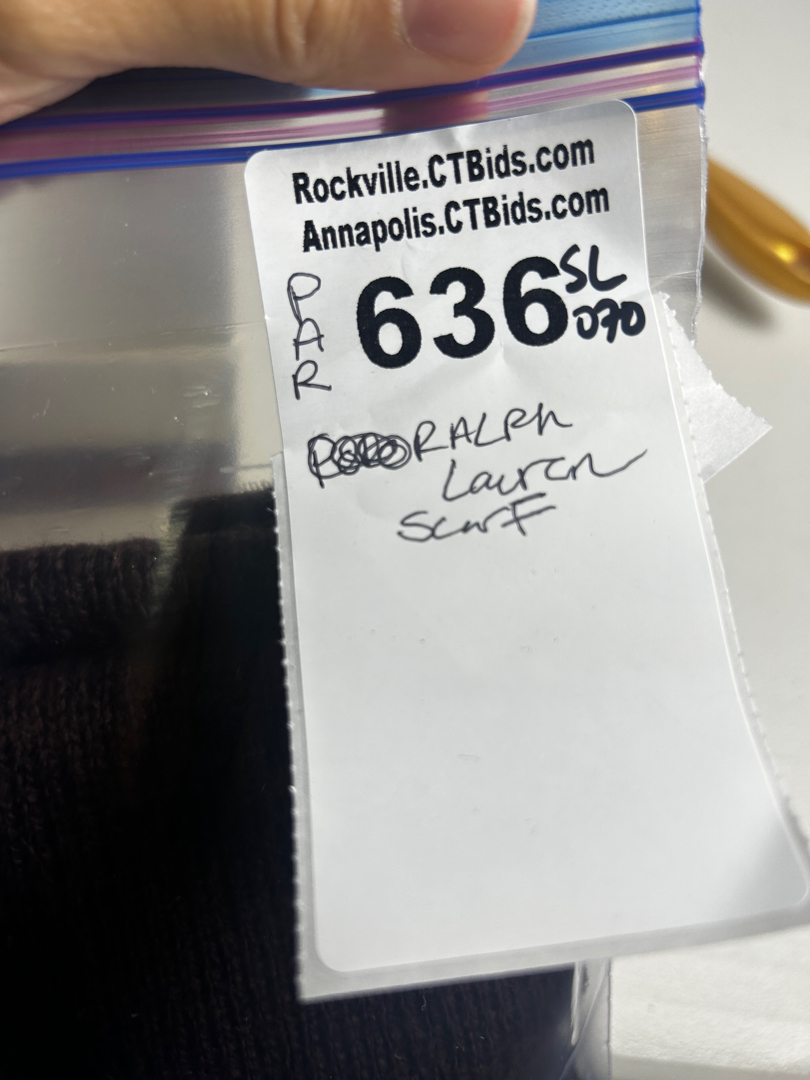 Rockville.CTBids.com
Annapolis.CTBids.com
PAR
636 SL
070
RALPh
Lauren
Scarf